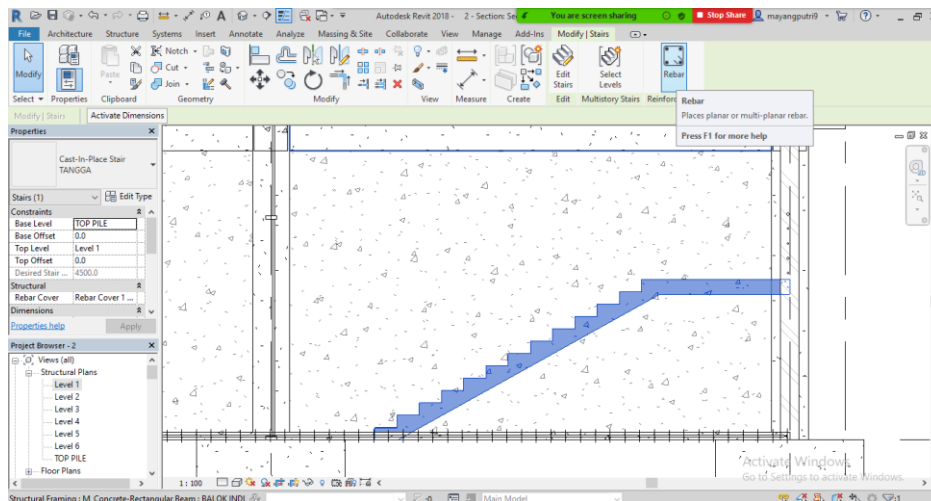 Autodesk Revit 2018 - 2 - Section: Se
You are screen sharing
Stop Share
mayangputri9
File Architecture Structure Systems Insert Annotate Analyze Massing & Site Collaborate View Manage Add-Ins Modify | Stairs
Modify
Paste
Notch
Cut
Join
Edit Stairs
Select Levels
Rebar
Select Properties Clipboard Geometry Modify View Measure Create Edit Multistory Stairs Reinforc
Rebar
Places planar or multi-planar rebar.
Press F1 for more help
Modify | Stairs Activate Dimensions
Properties
Cast-In-Place Stair
TANGGA
Stairs (1) Edit Type
Constraints
Base Level TOP PILE
Base Offset 0.0
Top Level Level 1
Top Offset 0.0
Desired Stair ... 4500.0
Structural
Rebar Cover Rebar Cover 1 ...
Dimensions
Properties help Apply
Project Browser - 2
Views (all)
Structural Plans
Level 1
Level 2
Level 3
Level 4
Level 5
Level 6
TOP PILE
Floor Plans
1 : 100
Activate Windows
Go to Settings to activate Windows.
Structural Framing : M_Concrete-Rectangular Beam : BALOK INDI
Main Model